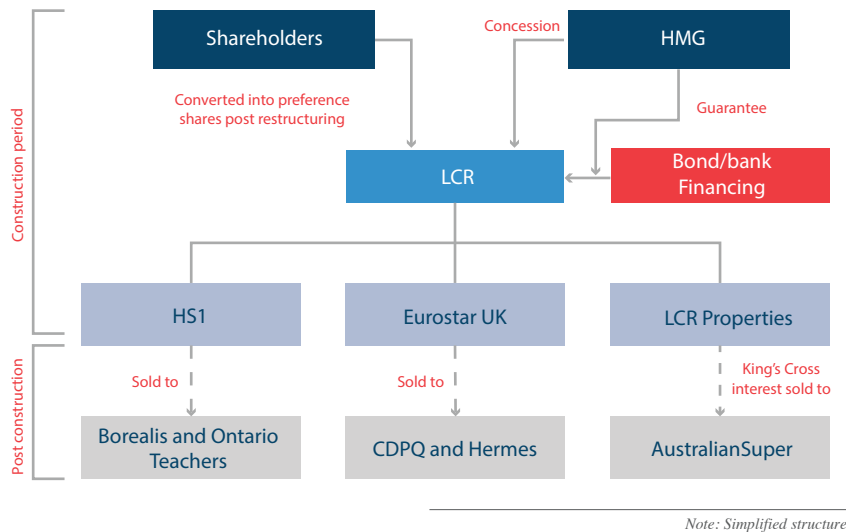 Shareholders
Concession
HMG
Converted into preference
shares post restructuring
Guarantee
Construction period
LCR
Bond/bank
Financing
HS1
Eurostar UK
LCR Properties
Post construction
Sold to
Sold to
King's Cross
interest sold to
Borealis and Ontario
Teachers
CDPQ and Hermes
AustralianSuper
Note: Simplified structure